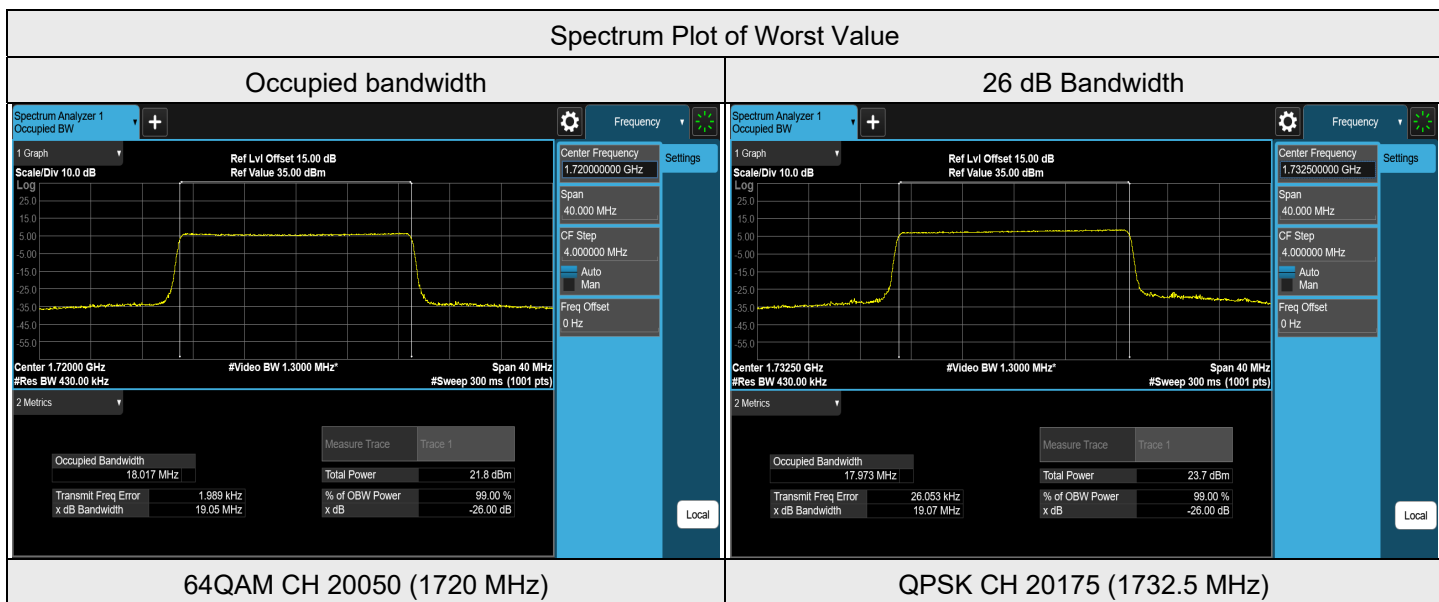 Spectrum Plot of Worst Value
Occupied bandwidth
26 dB Bandwidth
Spectrum Analyzer 1
Occupied BW
+
Frequency
1 Graph
Scale/Div 10.0 dB
Ref Lvl Offset 15.00 dB
Ref Value 35.00 dBm
Log
25.0
15.0
5.00
-5.00
-15.0
-25.0
-35.0
-45.0
-55.0
Center 1.72000 GHz
#Video BW 1.3000 MHz*
Span 40 MHz
#Res BW 430.00 kHz
#Sweep 300 ms (1001 pts)
Center Frequency
1.720000000 GHz
Settings
Span
40.000 MHz
CF Step
4.000000 MHz
Auto
Man
Freq Offset
0 Hz
2 Metrics
Measure Trace Trace 1
Occupied Bandwidth
18.017 MHz
Total Power 21.8 dBm
Transmit Freq Error 1.989 kHz
% of OBW Power 99.00 %
x dB Bandwidth 19.05 MHz
x dB -26.00 dB
Local
Spectrum Analyzer 1
Occupied BW
+
Frequency
1 Graph
Scale/Div 10.0 dB
Ref Lvl Offset 15.00 dB
Ref Value 35.00 dBm
Log
25.0
15.0
5.00
-5.00
-15.0
-25.0
-35.0
-45.0
-55.0
Center 1.73250 GHz
#Video BW 1.3000 MHz*
Span 40 MHz
#Res BW 430.00 kHz
#Sweep 300 ms (1001 pts)
Center Frequency
1.732500000 GHz
Settings
Span
40.000 MHz
CF Step
4.000000 MHz
Auto
Man
Freq Offset
0 Hz
2 Metrics
Measure Trace Trace 1
Occupied Bandwidth
17.973 MHz
Total Power 23.7 dBm
Transmit Freq Error 26.053 kHz
% of OBW Power 99.00 %
x dB Bandwidth 19.07 MHz
x dB -26.00 dB
Local
64QAM CH 20050 (1720 MHz)
QPSK CH 20175 (1732.5 MHz)